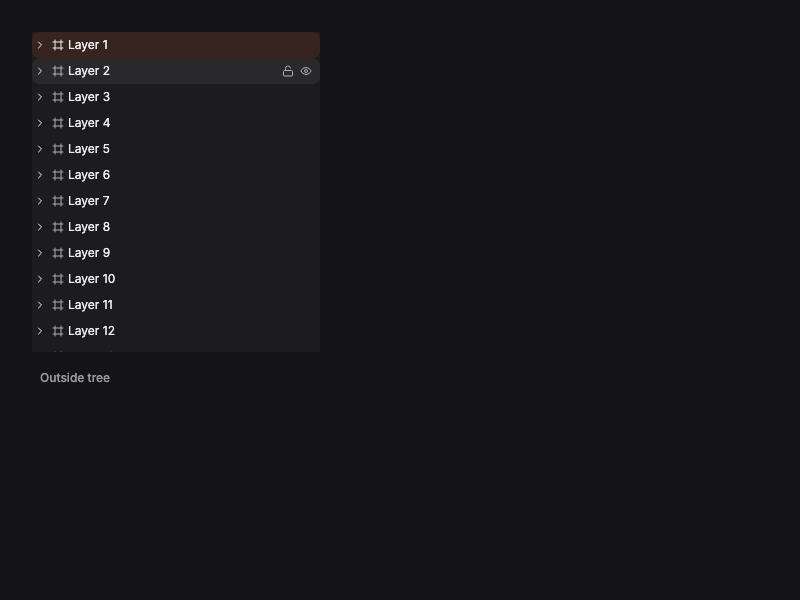 Layer 1
Layer 2
Layer 3
Layer 4
Layer 5
Layer 6
Layer 7
Layer 8
Layer 9
Layer 10
Layer 11
Layer 12
Outside tree